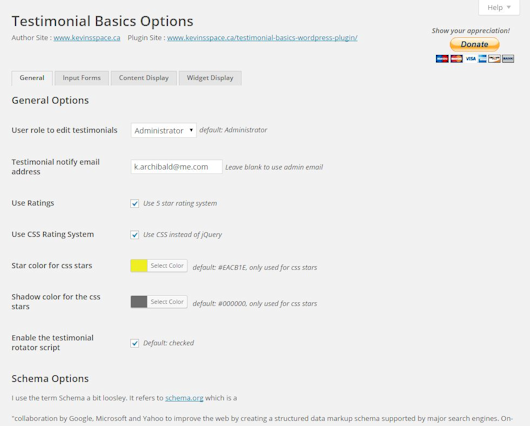 Help
Testimonial Basics Options
Show your appreciation!
Author Site : www.kevinsspace.ca Plugin Site : www.kevinsspace.ca/testimonial-basics-wordpress-plugin/
Donate
VISA
General Input Forms Content Display Widget Display
General Options
User role to edit testimonials Administrator default: Administrator
Testimonial notify email address k.archibald@me.com Leave blank to use admin email
Use Ratings Use 5 star rating system
Use CSS Rating System Use CSS instead of jQuery
Star color for css stars Select Color default: #EACB1E, only used for css stars
Shadow color for the css stars Select Color default: #000000, only used for css stars
Enable the testimonial rotator script Default: checked
Schema Options
I use the term Schema a bit loosley. It refers to schema.org which is a
"collaboration by Google, Microsoft and Yahoo to improve the web by creating a structured data markup schema supported by major search engines. On-